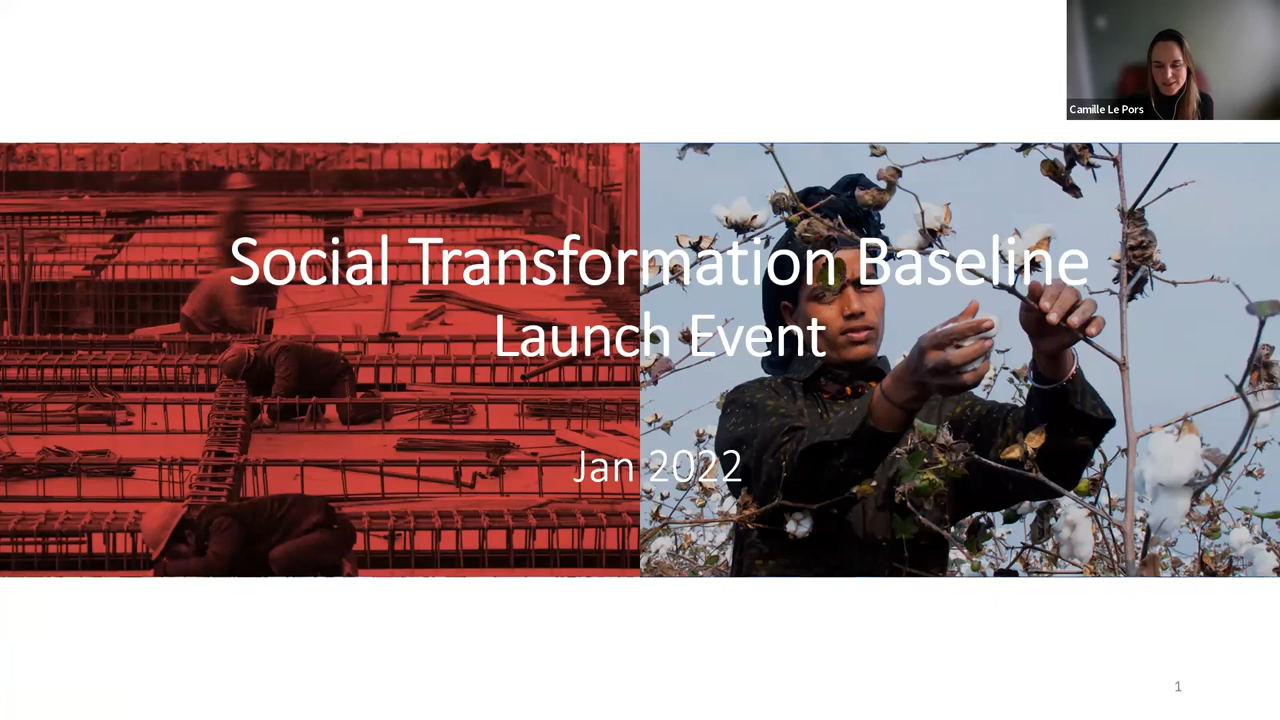 Camille Le Pors
Social Transformation Baseline
Launch Event
Jan 2022
1